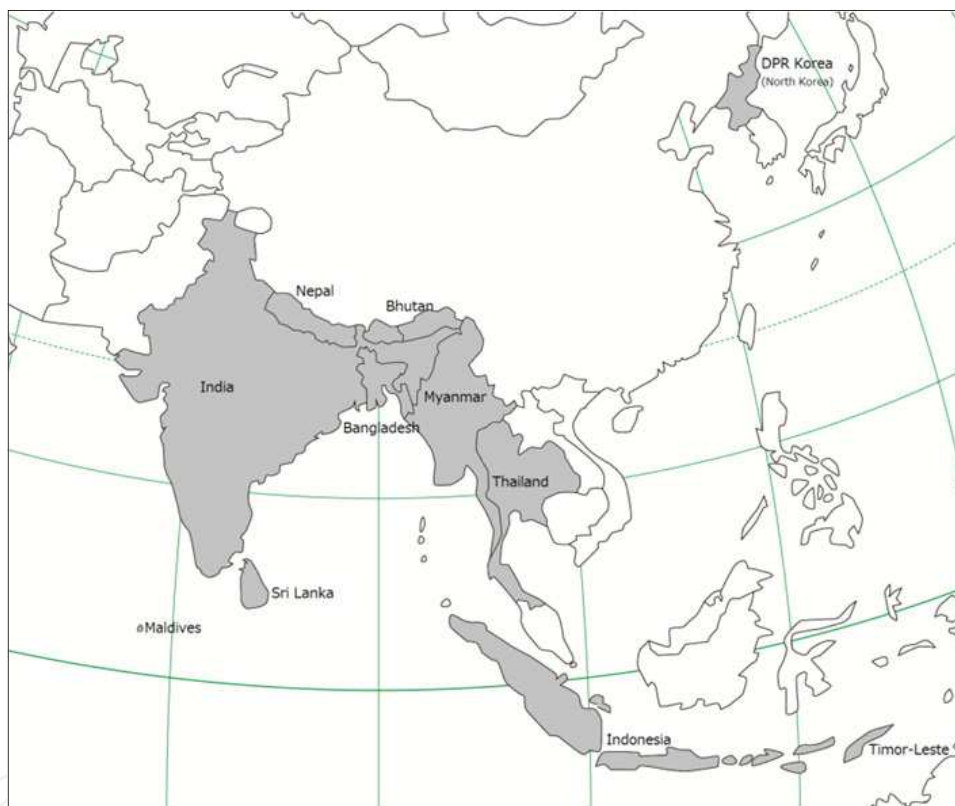 DPR Korea
(North Korea)
Nepal
Bhutan
India
Myanmar
Bangladesh
Thailand
Sri Lanka
Maldives
Indonesia
Timor-Leste